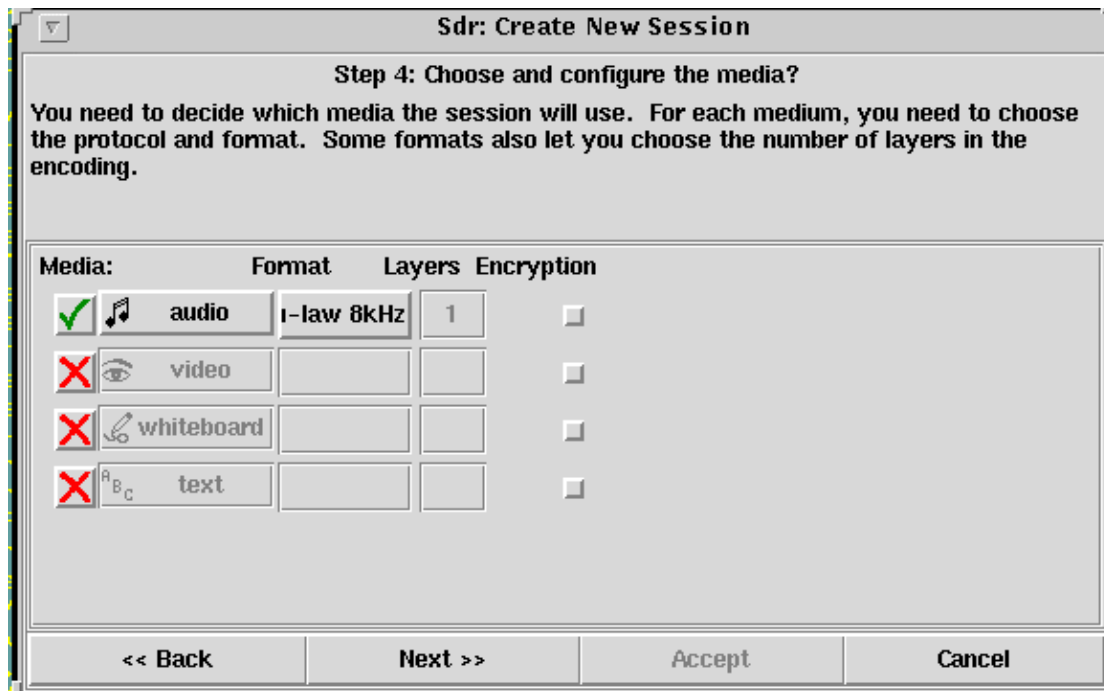 Sdr: Create New Session
Step 4: Choose and configure the media?
You need to decide which media the session will use. For each medium, you need to choose
the protocol and format. Some formats also let you choose the number of layers in the
encoding.
Media: Format Layers Encryption
audio ı-law 8kHz 1
video
whiteboard
ABC text
<< Back Next >> Accept Cancel